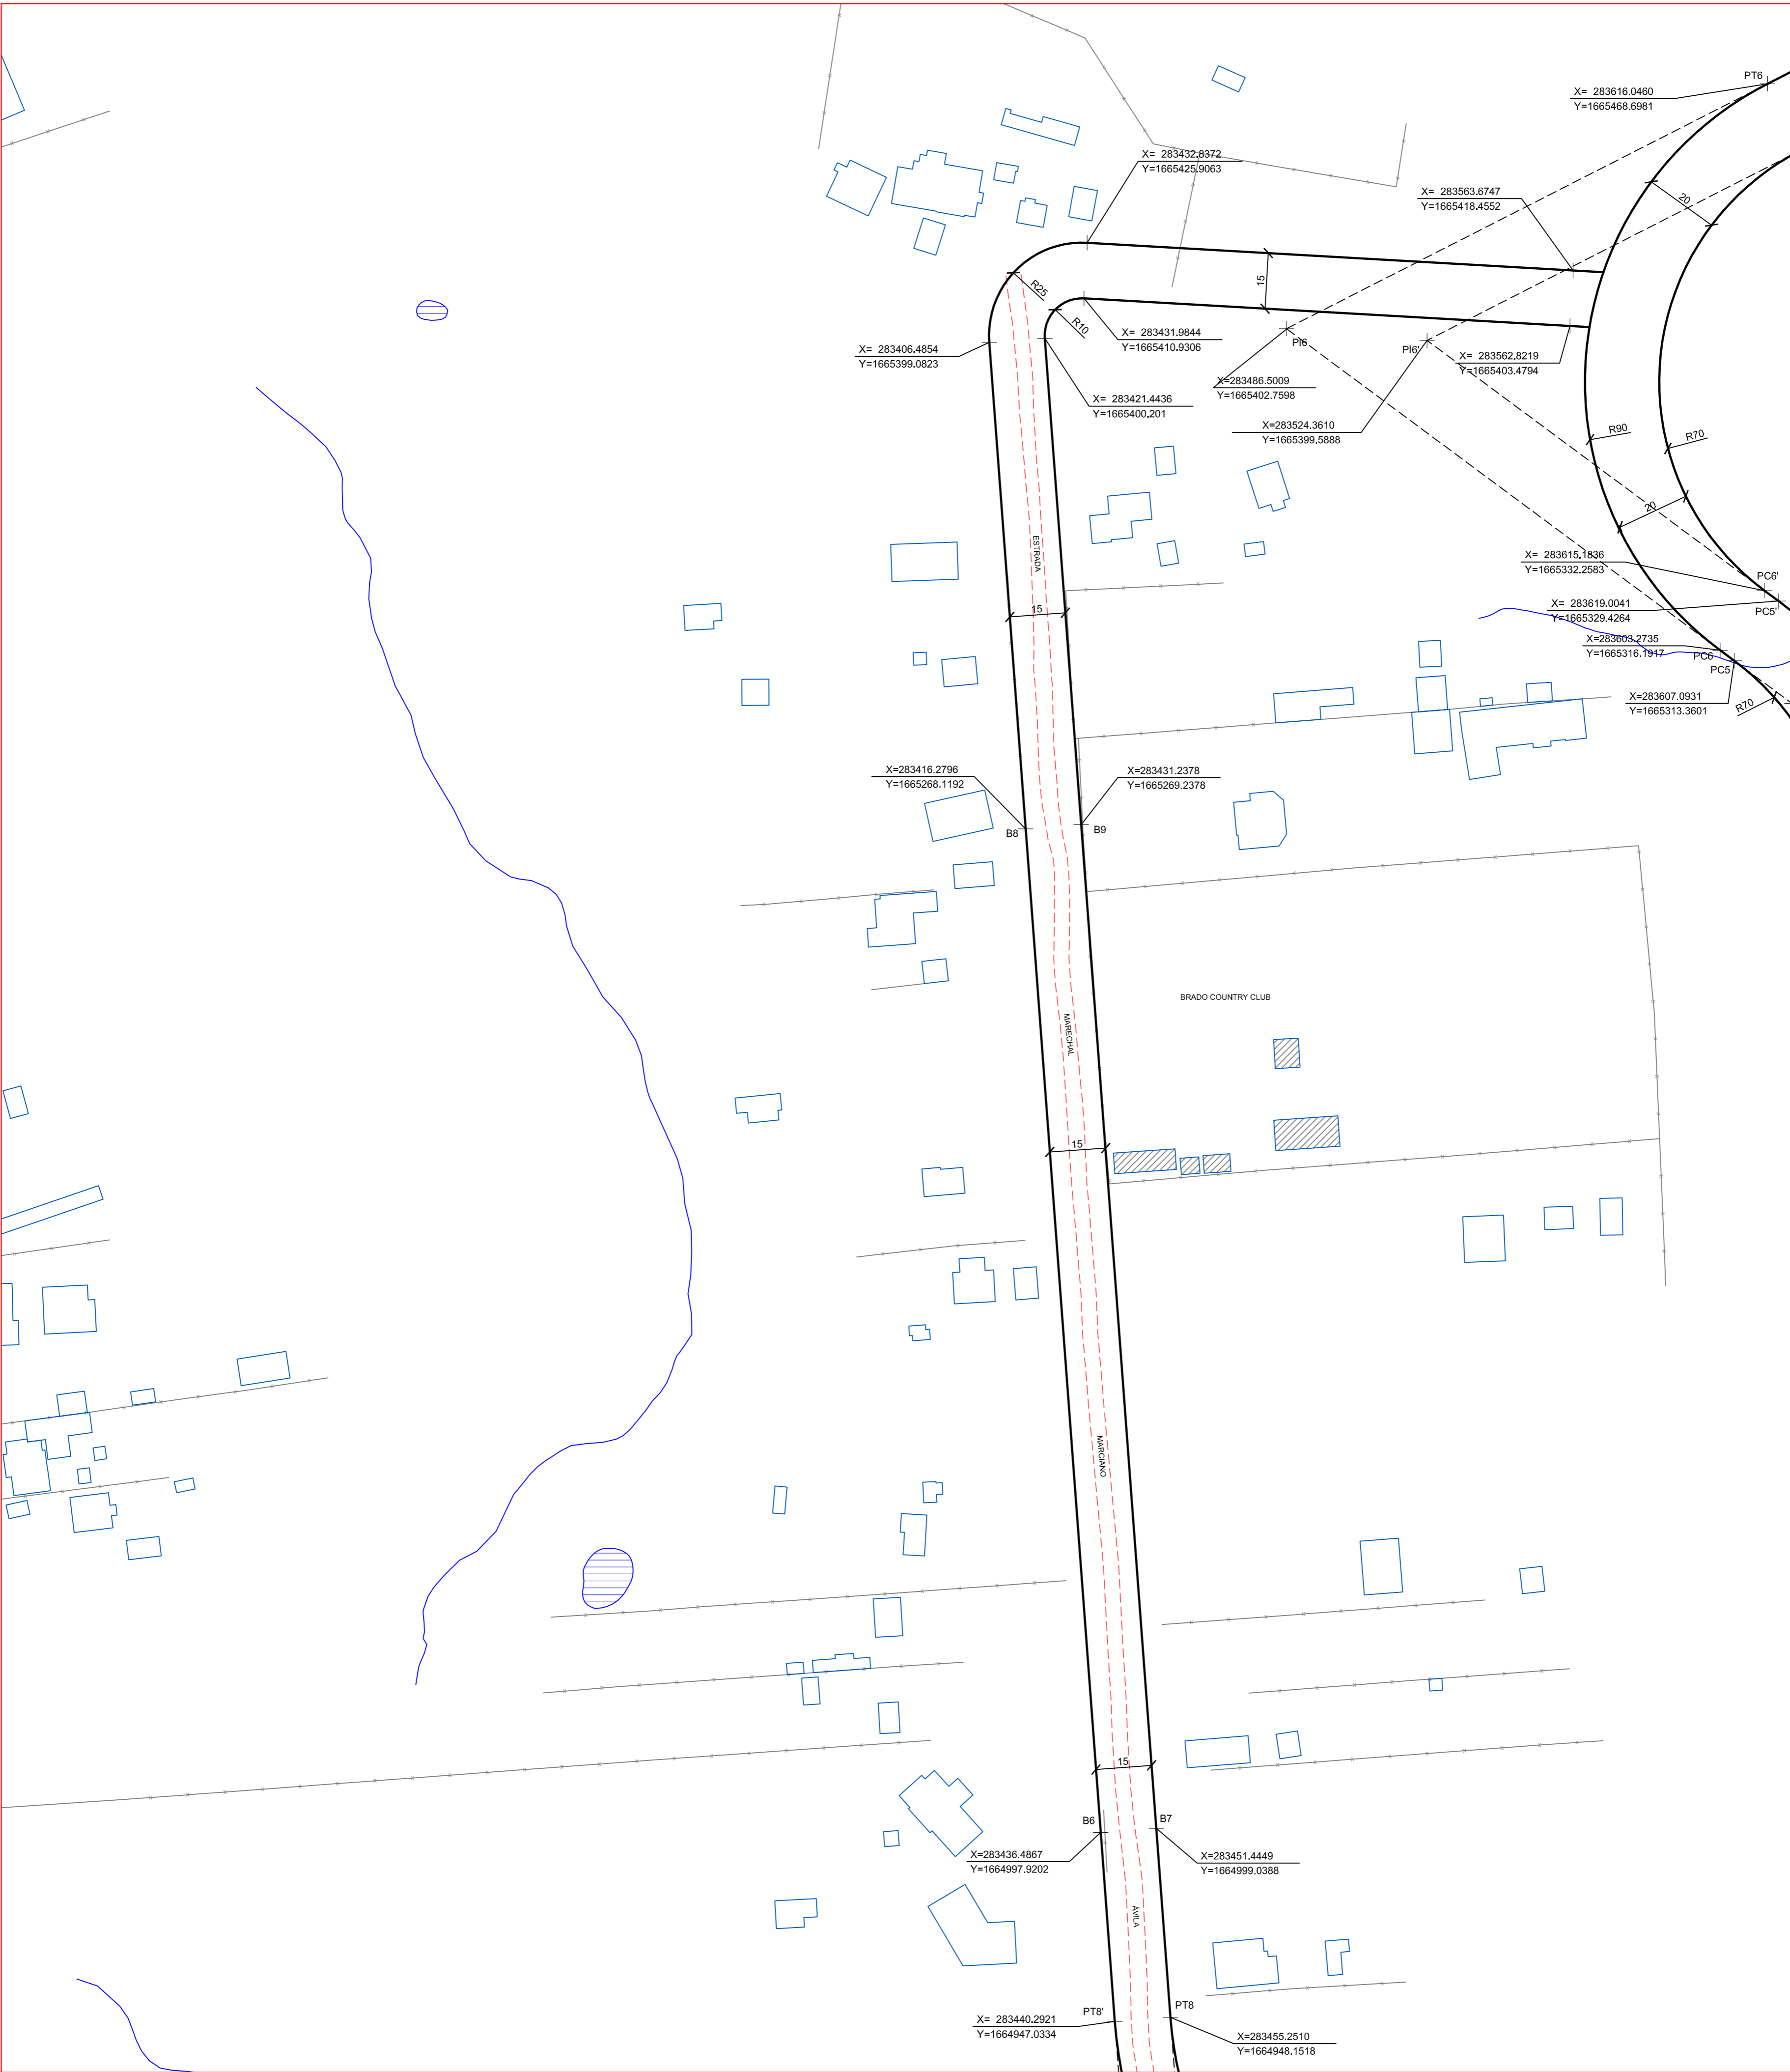 PT6
X= 283616.0460
Y=1665468.6981
X= 283432.8372
Y=1665425.9063
X= 283563.6747
Y=1665418.4552
20
15
R25
R10
X= 283431.9844
Y=1665410.9306
PI6
PI6'
X= 283406.4854
Y=1665399.0823
X= 283562.8219
Y=1665403.4794
X=283486.5009
Y=1665402.7598
X= 283421.4436
Y=1665400.201
X=283524.3610
Y=1665399.5888
R90
R70
20
ESTRADA
X= 283615.1836
Y=1665332.2583
PC6'
X= 283619.0041
Y=1665329.4264
PC5'
15
X=283603.2735
Y=1665316.1917
PC6
PC5
X=283607.0931
Y=1665313.3601
R70
X=283416.2796
Y=1665268.1192
X=283431.2378
Y=1665269.2378
B8
B9
BRADO COUNTRY CLUB
MARECHAL
15
MARCIANO
15
B6
B7
X=283436.4867
Y=1664997.9202
X=283451.4449
Y=1664999.0388
ÁVILA
PT8'
PT8
X= 283440.2921
Y=1664947.0334
X=283455.2510
Y=1664948.1518